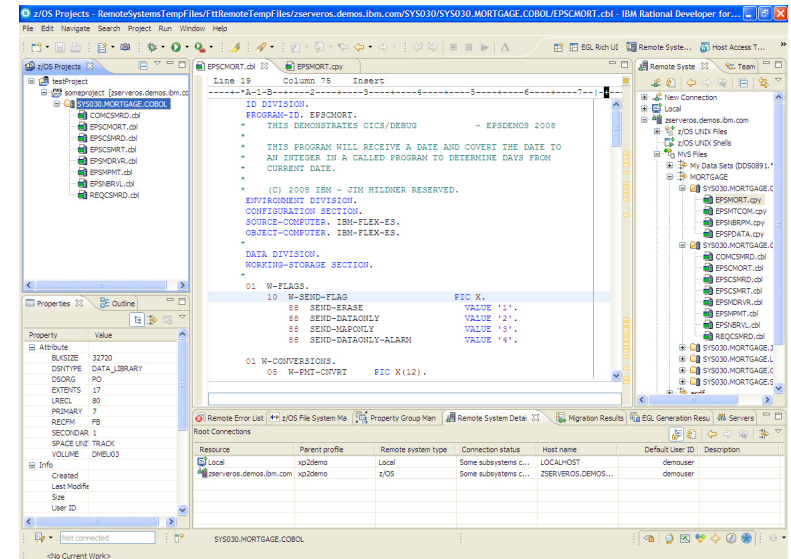 z/OS Projects - RemoteSystemsTempFiles/FttRemoteTempFiles/zserveros.demos.ibm.com/SYS030/SYS030.MORTGAGE.COBOL/EPSCMORT.cbl - IBM Rational Developer for...
File Edit Navigate Search Project Run Window Help
EGL Rich UI Remote Syste... Host Access T... »
z/OS Projects
testProject
someproject [zserveros.demos.ibm.cc
SYS030.MORTGAGE.COBOL
COMCSMRD.cbl
EPSCMORT.cbl
EPSCSMRD.cbl
EPSCSMRT.cbl
EPSMDRVR.cbl
EPSMPMT.cbl
EPSNBRVL.cbl
REQCSMRD.cbl
Properties Outline
Property Value
Attribute
BLKSIZE 32720
DSNTYPE DATA_LIBRARY
DSORG PO
EXTENTS 17
LRECL 80
PRIMARY 7
RECFM FB
SECONDAR 1
SPACE UNI TRACK
VOLUME DMEU03
Info
Created
Last Modifie
Size
User ID
EPSCMORT.cbl EPSMORT.cpy
Line 19 Column 75 Insert
----+-*A-1-B--+----2----+----3----+----4----+----5----+----6----+----7--|-+---
ID DIVISION.
PROGRAM-ID. EPSCMORT.
* THIS DEMONSTRATES CICS/DEBUG - EPSDEMOS 2008
*
* THIS PROGRAM WILL RECEIVE A DATE AND COVERT THE DATE TO
* AN INTEGER IN A CALLED PROGRAM TO DETERMINE DAYS FROM
* CURRENT DATE.
*
* (C) 2008 IBM - JIM HILDNER RESERVED.
ENVIRONMENT DIVISION.
CONFIGURATION SECTION.
SOURCE-COMPUTER. IBM-FLEX-ES.
OBJECT-COMPUTER. IBM-FLEX-ES.
*
DATA DIVISION.
WORKING-STORAGE SECTION.
*
01 W-FLAGS.
10 W-SEND-FLAG PIC X.
88 SEND-ERASE VALUE '1'.
88 SEND-DATAONLY VALUE '2'.
88 SEND-MAPONLY VALUE '3'.
88 SEND-DATAONLY-ALARM VALUE '4'.
01 W-CONVERSIONS.
05 W-PMT-CNVRT PIC X(12).
Remote Syste Team
New Connection
Local
zserveros.demos.ibm.com
z/OS UNIX Files
z/OS UNIX Shells
MVS Files
My Data Sets (DDS0891.*
MORTGAGE
SYS030.MORTGAGE.C
EPSMORT.cpy
EPSMTCOM.cpy
EPSNBRPM.cpy
EPSPDATA.cpy
SYS030.MORTGAGE.C
COMCSMRD.cbl
EPSCMORT.cbl
EPSCSMRD.cbl
EPSCSMRT.cbl
EPSMDRVR.cbl
EPSMPMT.cbl
EPSNBRVL.cbl
REQCSMRD.cbl
SYS030.MORTGAGE.J
SYS030.MORTGAGE.L
SYS030.MORTGAGE.C
SYS030.MORTGAGE.S
asdf
Remote Error List z/OS File System Ma Property Group Man Remote System Detai Migration Results EGL Generation Resu Servers
Root Connections
Resource Parent profile Remote system type Connection status Host name Default User ID Description
Local xp2demo Local Some subsystems c... LOCALHOST demouser
zserveros.demos.ibm.com xp2demo z/OS Some subsystems c... ZSERVEROS.DEMOS... demouser
Not connected SYS030.MORTGAGE.COBOL
<No Current Work>